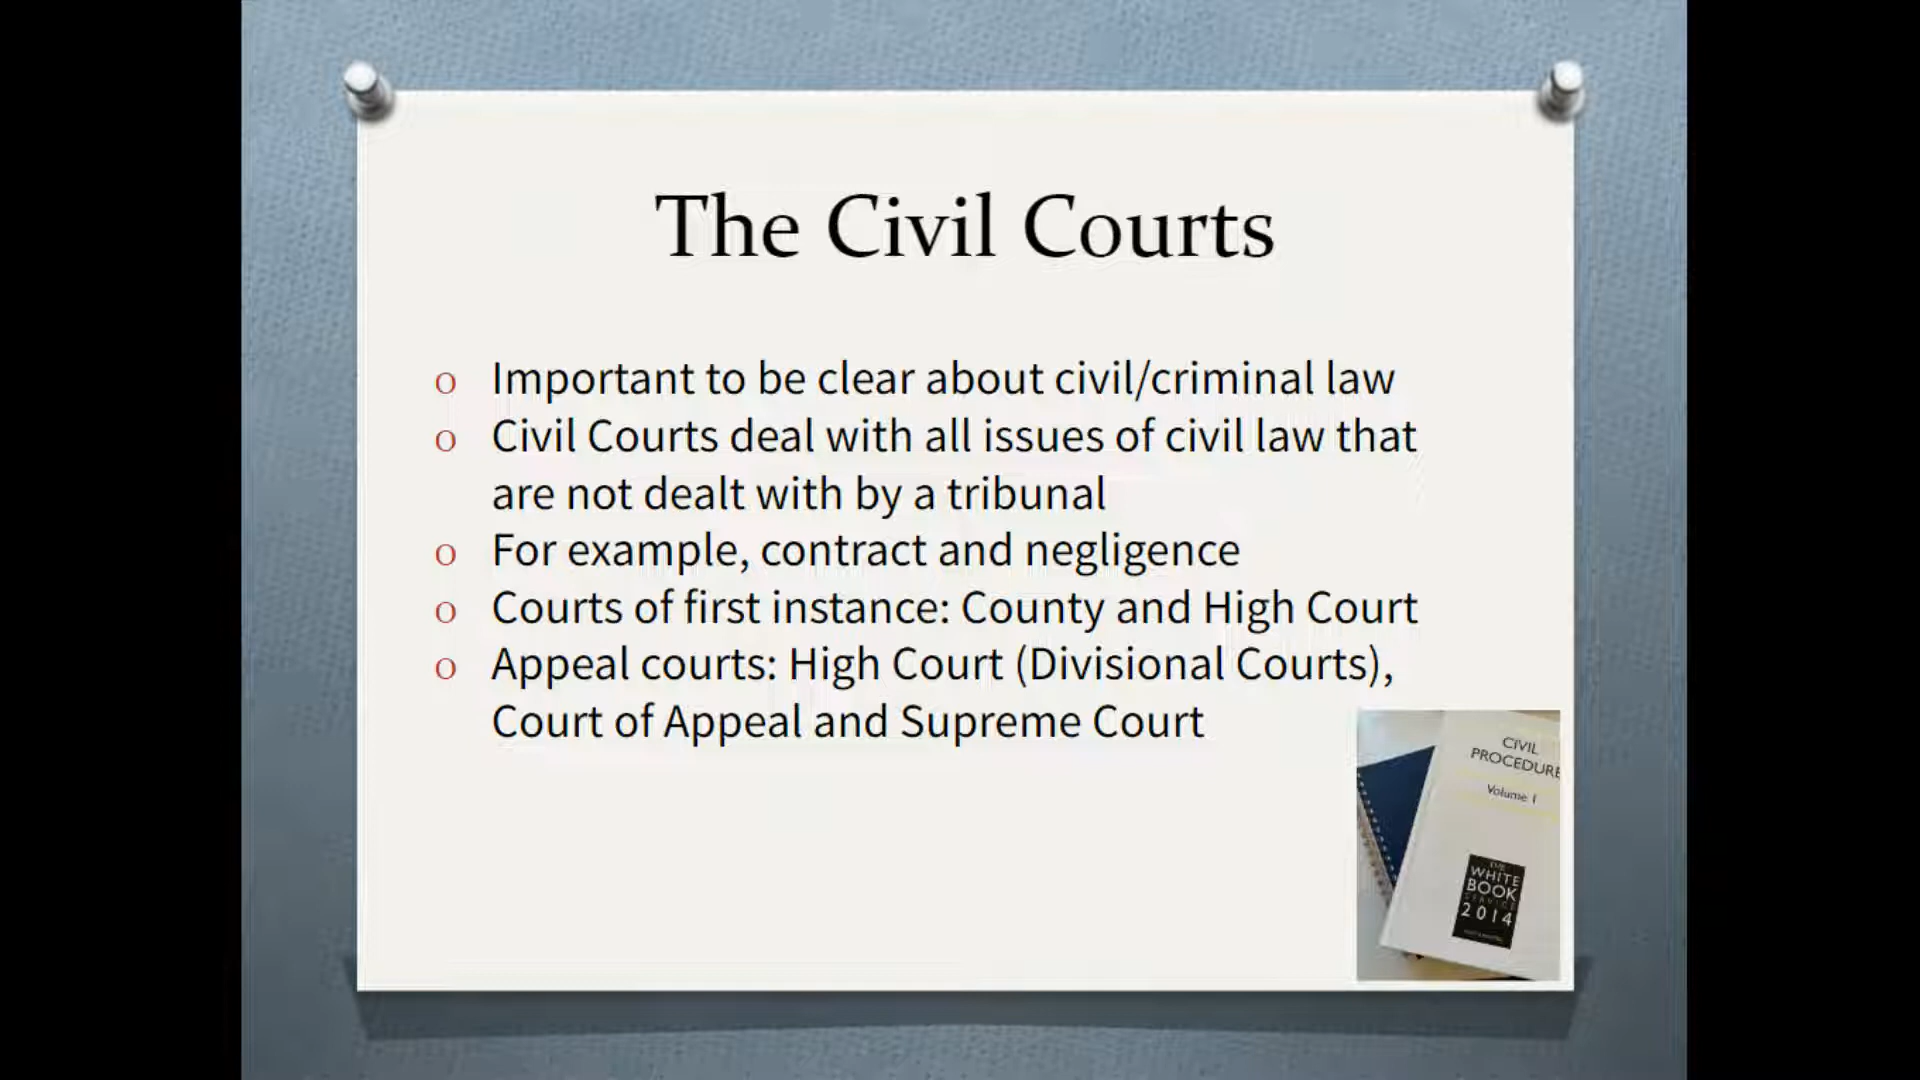 The Civil Courts
o Important to be clear about civil/criminal law
o Civil Courts deal with all issues of civil law that
are not dealt with by a tribunal
o For example, contract and negligence
o Courts of first instance: County and High Court
o Appeal courts: High Court (Divisional Courts),
Court of Appeal and Supreme Court
CIVIL
PROCEDURE
Volume 1
THE
WHITE
BOOK
SERVICE
2014